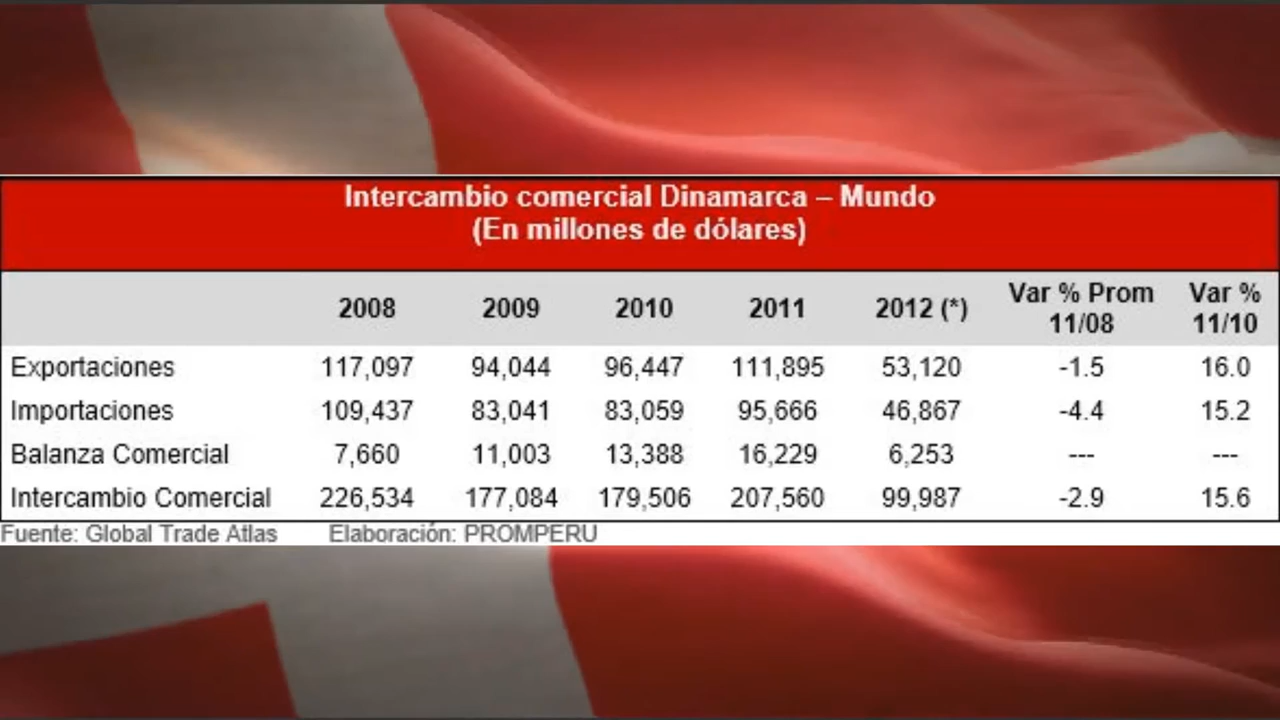 Intercambio comercial Dinamarca – Mundo
(En millones de dólares)
2008 2009 2010 2011 2012 (*) Var % Prom 11/08 Var % 11/10
Exportaciones 117,097 94,044 96,447 111,895 53,120 -1.5 16.0
Importaciones 109,437 83,041 83,059 95,666 46,867 -4.4 15.2
Balanza Comercial 7,660 11,003 13,388 16,229 6,253 --- ---
Intercambio Comercial 226,534 177,084 179,506 207,560 99,987 -2.9 15.6
Fuente: Global Trade Atlas Elaboración: PROMPERU